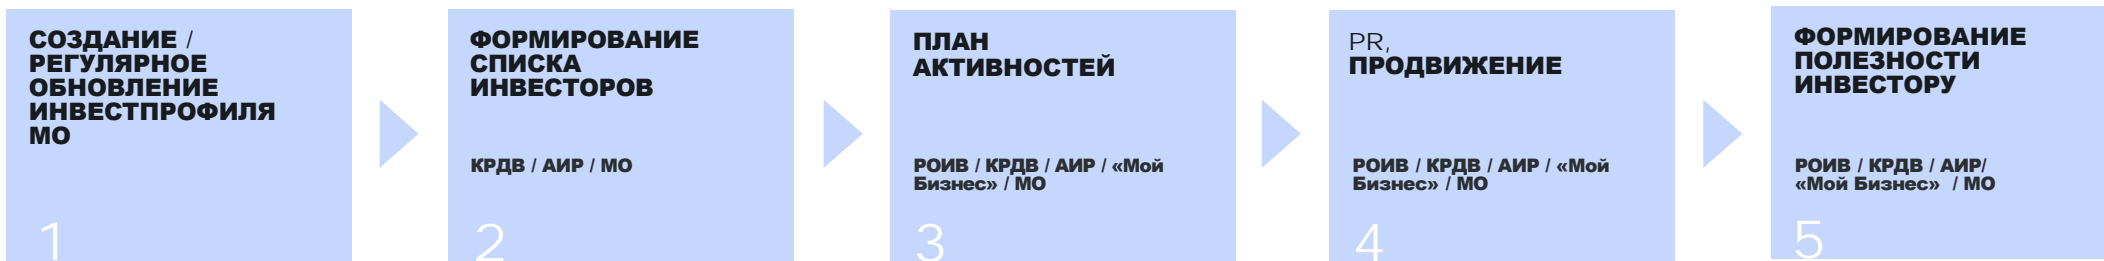 СОЗДАНИЕ /
РЕГУЛЯРНОЕ
ОБНОВЛЕНИЕ
ИНВЕСТПРОФИЛЯ
МО
1
ФОРМИРОВАНИЕ
СПИСКА
ИНВЕСТОРОВ
КРДВ / АИР / МО
2
ПЛАН
АКТИВНОСТЕЙ
РОИВ / КРДВ / АИР / «Мой
Бизнес» / МО
3
PR,
ПРОДВИЖЕНИЕ
РОИВ / КРДВ / АИР / «Мой
Бизнес» / МО
4
ФОРМИРОВАНИЕ
ПОЛЕЗНОСТИ
ИНВЕСТОРУ
РОИВ / КРДВ / АИР/
«Мой Бизнес»  / МО
5